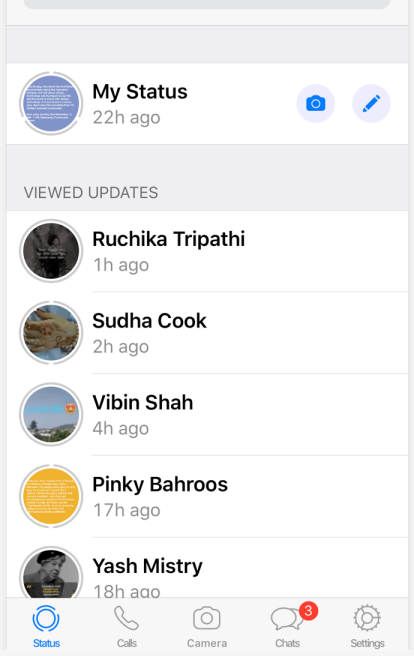 My Status
22h ago
VIEWED UPDATES
Ruchika Tripathi
1h ago
Sudha Cook
2h ago
Vibin Shah
4h ago
Pinky Bahroos
17h ago
Yash Mistry
18h ago
3
Status
Calls
Camera
Chats
Settings